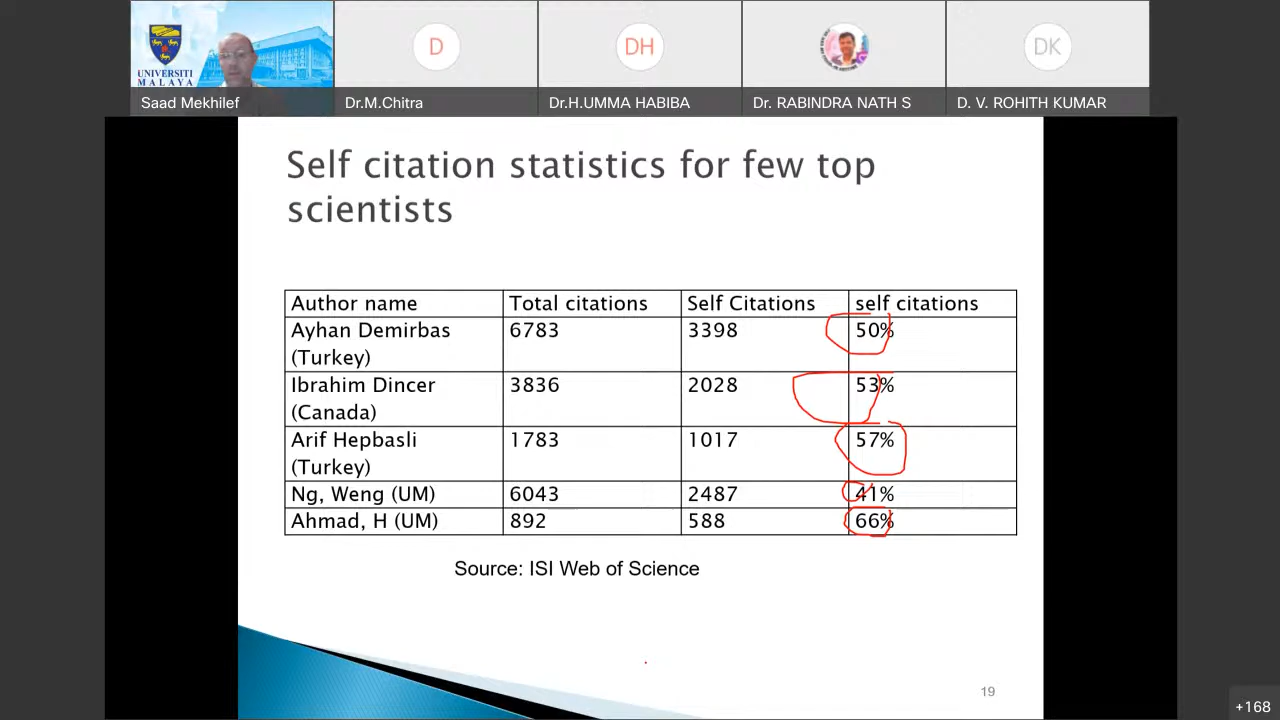 UNIVERSITI
MALAYA
D
DH
DK
Saad Mekhilef
Dr.M.Chitra
Dr.H.UMMA HABIBA
Dr. RABINDRA NATH S
D. V. ROHITH KUMAR
Self citation statistics for few top
scientists
Author name Total citations Self Citations self citations
Ayhan Demirbas 6783 3398 50%
(Turkey)
Ibrahim Dincer 3836 2028 53%
(Canada)
Arif Hepbasli 1783 1017 57%
(Turkey)
Ng, Weng (UM) 6043 2487 41%
Ahmad, H (UM) 892 588 66%
Source: ISI Web of Science
19
+168